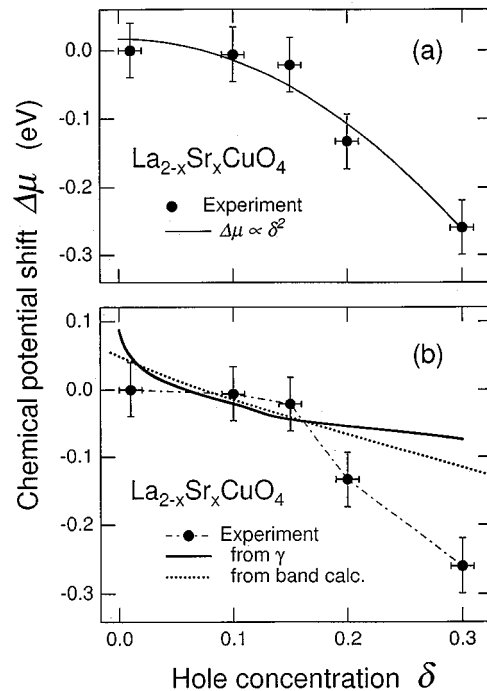 Chemical potential shift Δμ (eV)
0.0
-0.1
-0.2
-0.3
(a)
La2-xSrxCuO4
Experiment
Δμ ∝ δ²
0.1
0.0
-0.1
-0.2
-0.3
(b)
La2-xSrxCuO4
Experiment
from γ
from band calc.
0.0 0.1 0.2 0.3
Hole concentration δ